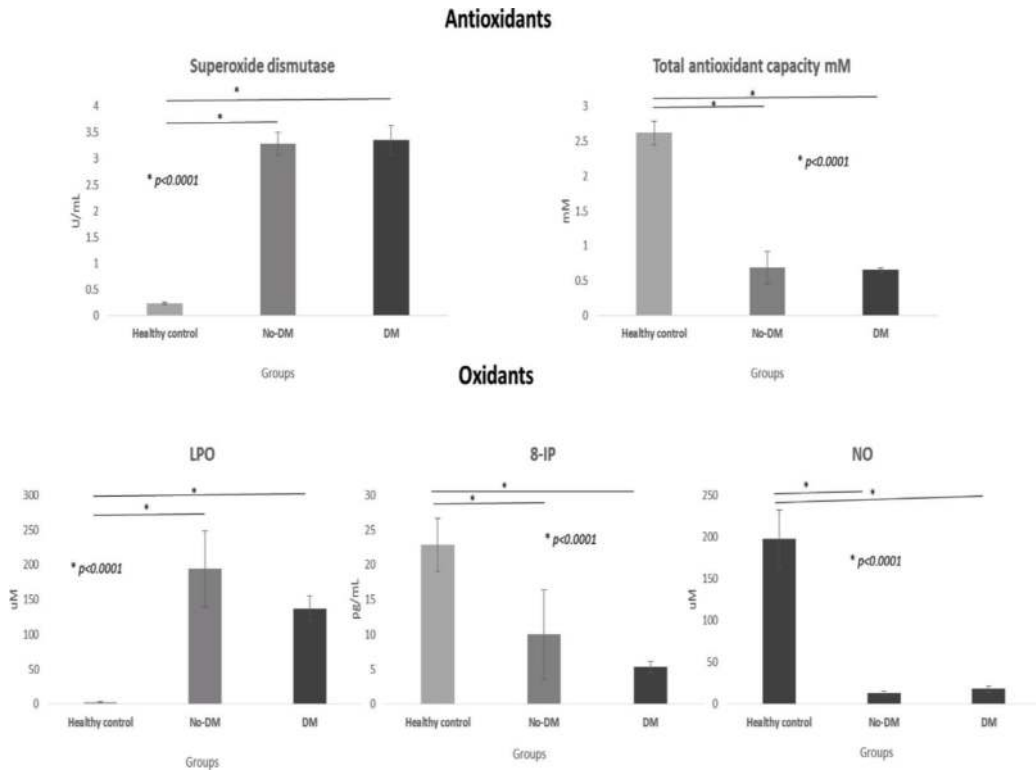 Antioxidants
Superoxide dismutase
*
*
* p<0.0001
4
3.5
3
2.5
2
1.5
1
0.5
0
U/mL
Healthy control No-DM DM
Groups
Total antioxidant capacity mM
*
*
* p<0.0001
3
2.5
2
1.5
1
0.5
0
mM
Healthy control No-DM DM
Groups
Oxidants
LPO
*
*
* p<0.0001
300
250
200
150
100
50
0
uM
Healthy control No-DM DM
Groups
8-IP
*
*
* p<0.0001
30
25
20
15
10
5
0
pg/mL
Healthy control No-DM DM
Groups
NO
*
*
* p<0.0001
250
200
150
100
50
0
uM
Healthy control No-DM DM
Groups